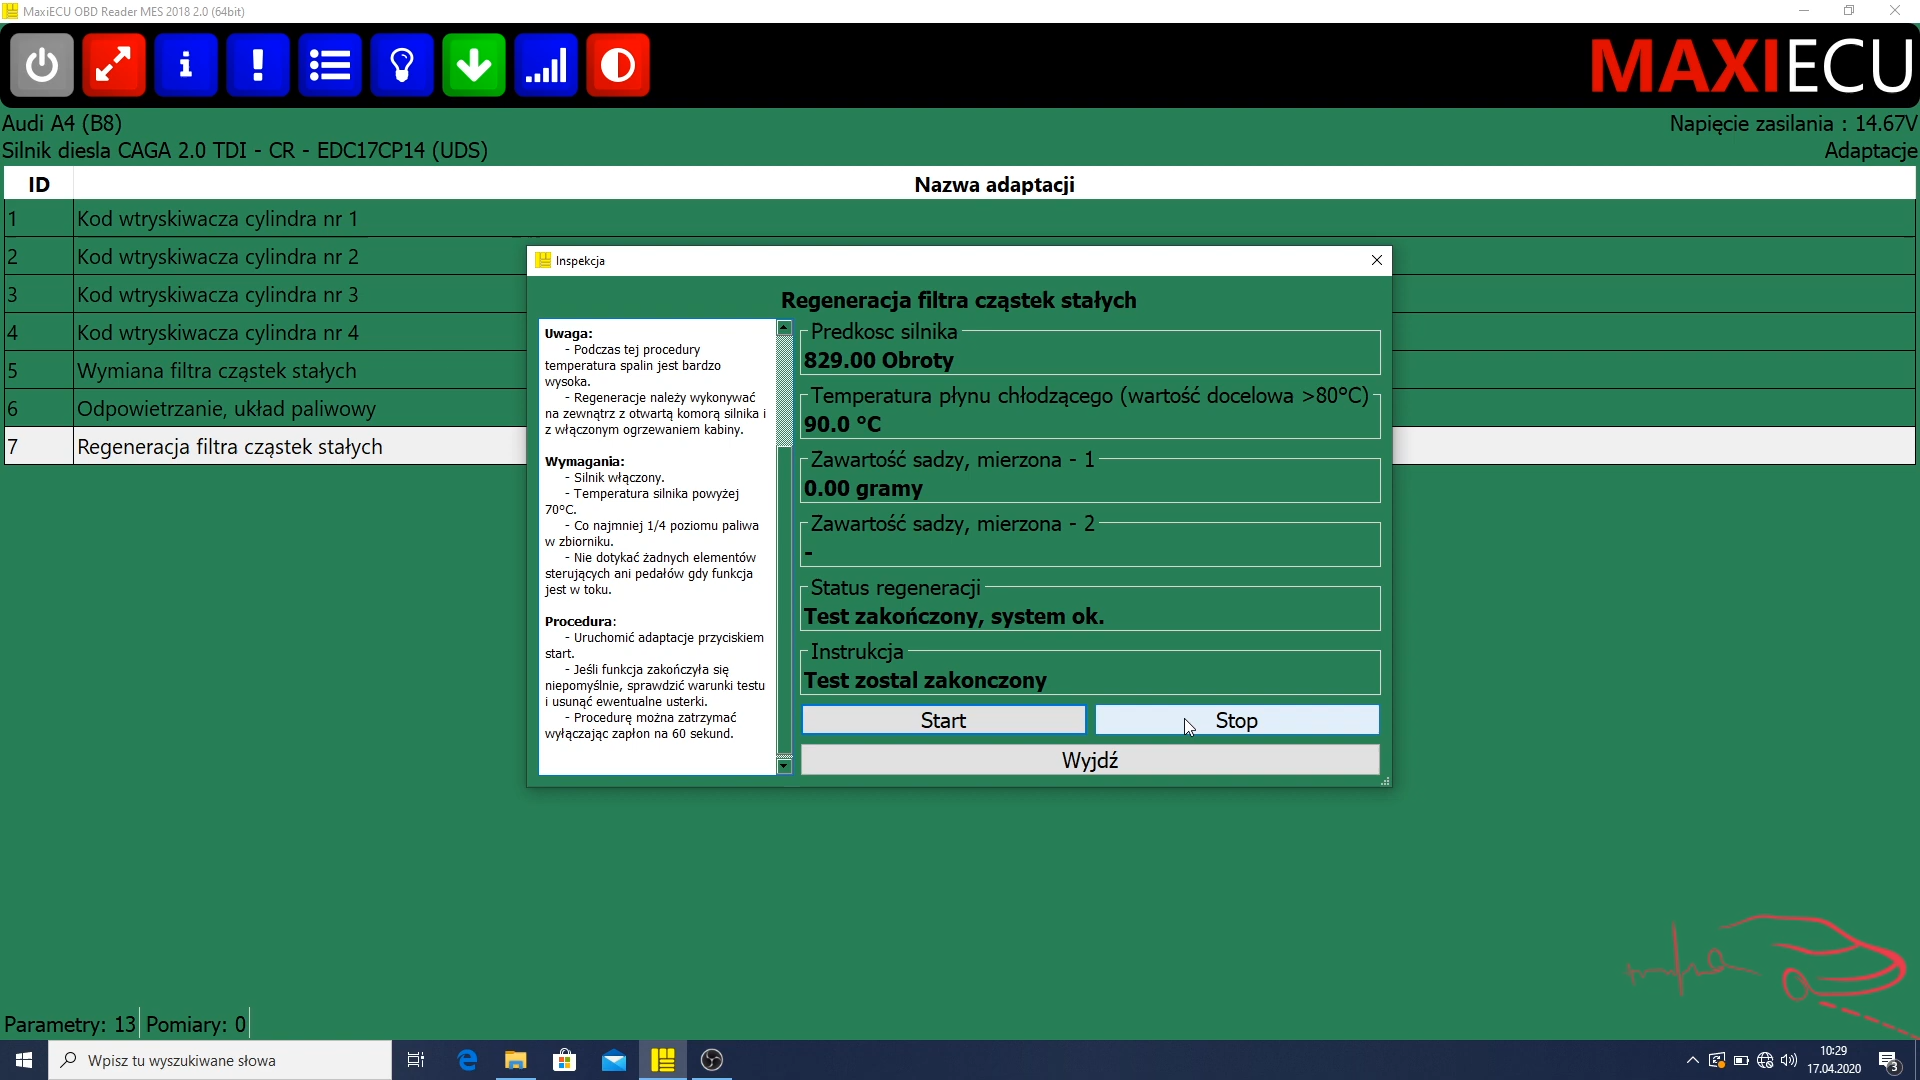 MaxiECU OBD Reader MES 2018 2.0 (64bit)
MAXIECU
Audi A4 (B8)
Napięcie zasilania : 14.67V
Silnik diesla CAGA 2.0 TDI - CR - EDC17CP14 (UDS)
Adaptacje
ID
Nazwa adaptacji
1
Kod wtryskiwacza cylindra nr 1
2
Kod wtryskiwacza cylindra nr 2
3
Kod wtryskiwacza cylindra nr 3
4
Kod wtryskiwacza cylindra nr 4
5
Wymiana filtra cząstek stałych
6
Odpowietrzanie, układ paliwowy
7
Regeneracja filtra cząstek stałych
Inspekcja
Regeneracja filtra cząstek stałych
Uwaga:
- Podczas tej procedury
temperatura spalin jest bardzo
wysoka.
- Regeneracje należy wykonywać
na zewnątrz z otwartą komorą silnika i
z włączonym ogrzewaniem kabiny.
Wymagania:
- Silnik włączony.
- Temperatura silnika powyżej
70°C.
- Co najmniej 1/4 poziomu paliwa
w zbiorniku.
- Nie dotykać żadnych elementów
sterujących ani pedałów gdy funkcja
jest w toku.
Procedura:
- Uruchomić adaptacje przyciskiem
start.
- Jeśli funkcja zakończyła się
niepomyślnie, sprawdzić warunki testu
i usunąć ewentualne usterki.
- Procedurę można zatrzymać
wyłączając zapłon na 60 sekund.
Predkosc silnika
829.00 Obroty
Temperatura płynu chłodzącego (wartość docelowa >80°C)
90.0 °C
Zawartość sadzy, mierzona - 1
0.00 gramy
Zawartość sadzy, mierzona - 2
-
Status regeneracji
Test zakończony, system ok.
Instrukcja
Test zostal zakonczony
Start
Stop
Wyjdź
Parametry: 13
Pomiary: 0
Wpisz tu wyszukiwane słowa
10:29
17.04.2020
3